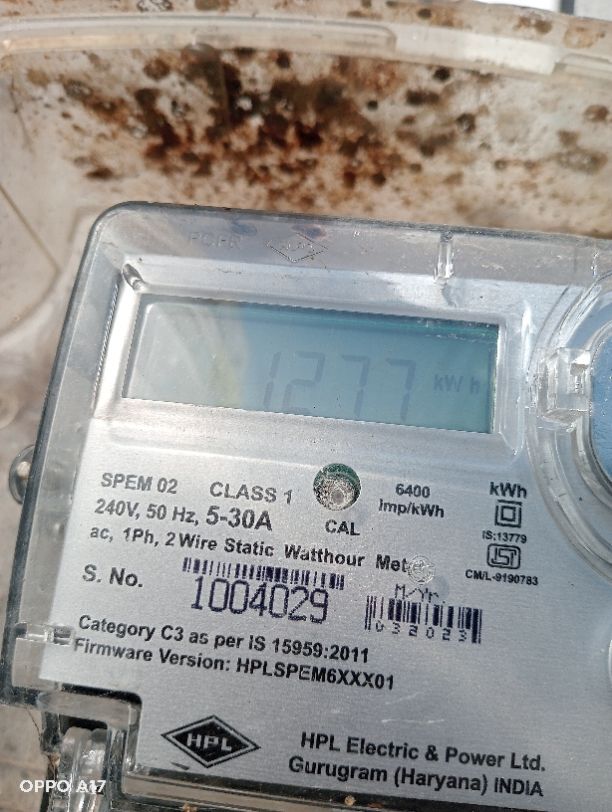 1277 kWh
SPEM 02 CLASS 1
240V, 50 Hz, 5-30A
CAL
6400
Imp/kWh
kWh
IS:13779
CM/L-9190783
ac, 1Ph, 2 Wire Static Watthour Meter
S. No.
1004029
M/Yr
032023
Category C3 as per IS 15959:2011
Firmware Version: HPLSPEM6XXX01
HPL
HPL Electric & Power Ltd.
Gurugram (Haryana) INDIA
OPPO A17